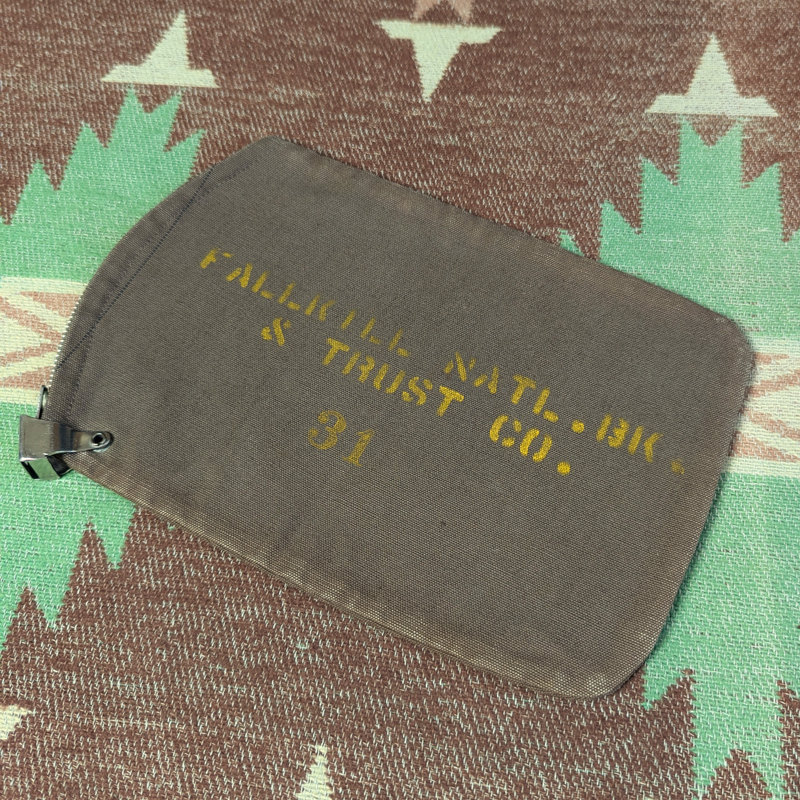 FALLKILL NATL. BK.
& TRUST CO.
31